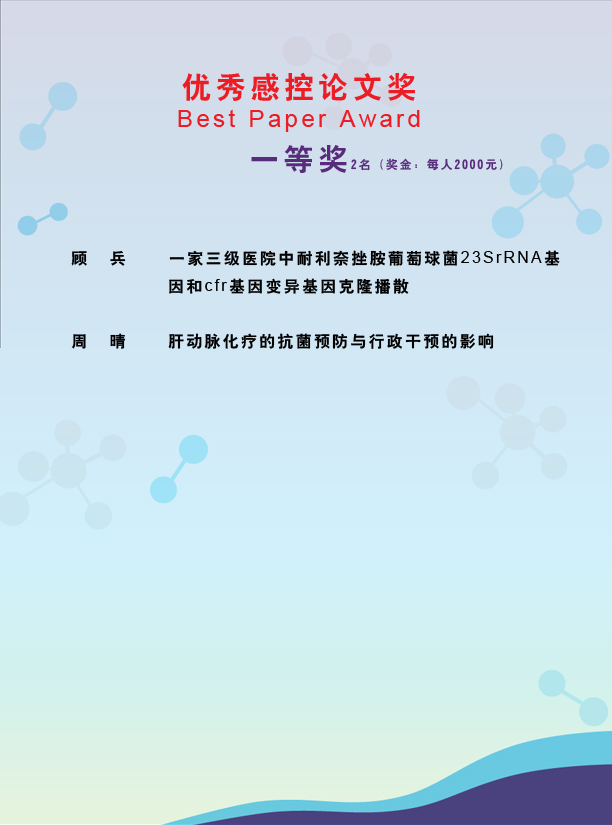 优秀感控论文奖
Best Paper Award
一等奖2名（奖金：每人2000元）
顾 兵 一家三级医院中耐利奈挫胺葡萄球菌23SrRNA基
因和cfr基因变异基因克隆播散
周 晴 肝动脉化疗的抗菌预防与行政干预的影响